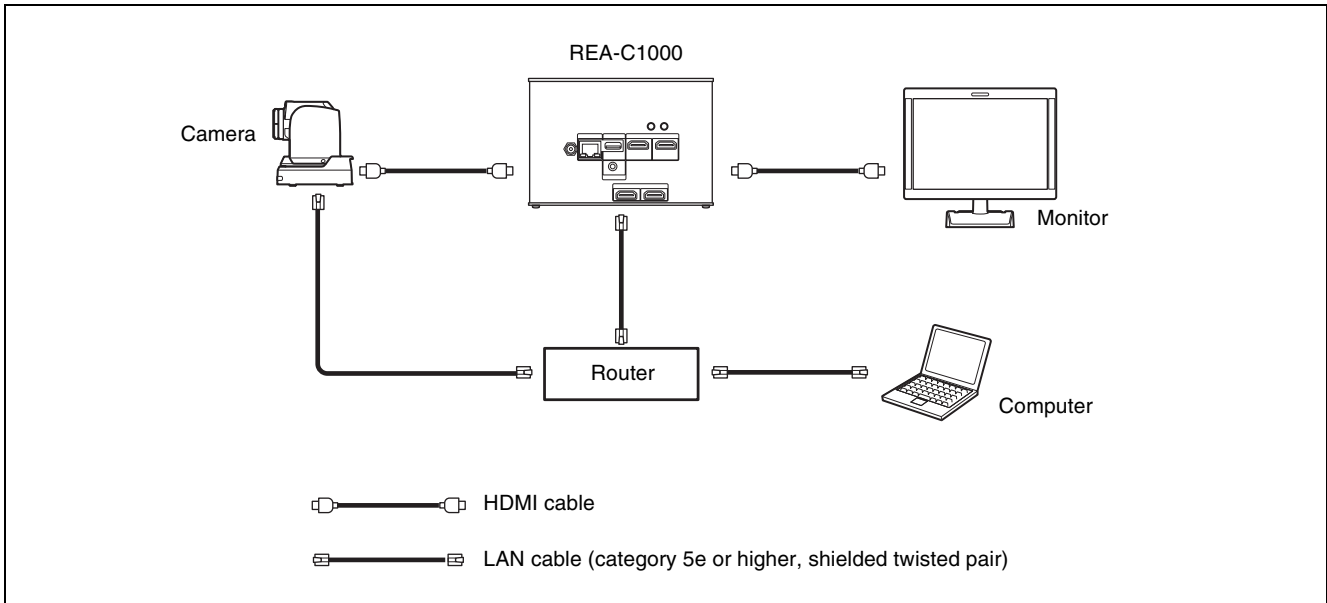 REA-C1000
Camera
Monitor
Router
Computer
HDMI cable
LAN cable (category 5e or higher, shielded twisted pair)